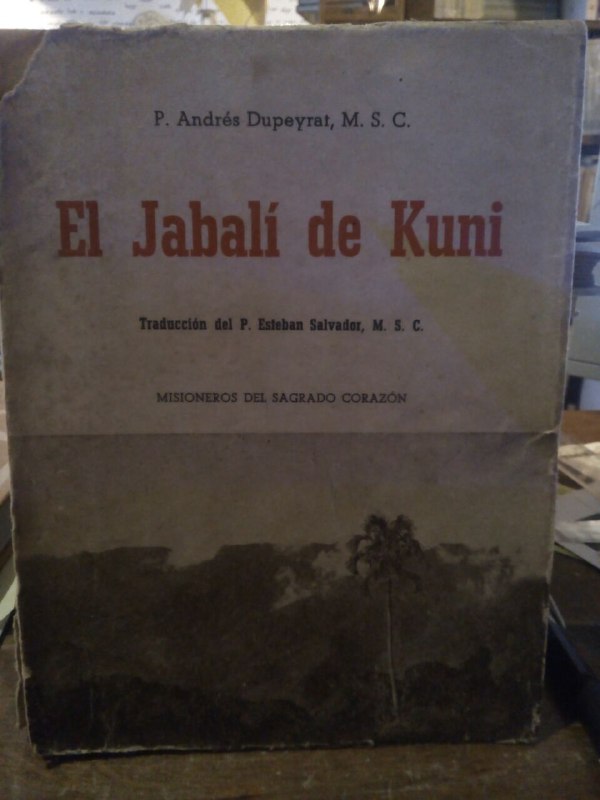 P. Andrés Dupeyrat, M. S. C.
El Jabalí de Kuni
Traducción del P. Esteban Salvador, M. S. C.
MISIONEROS DEL SAGRADO CORAZÓN